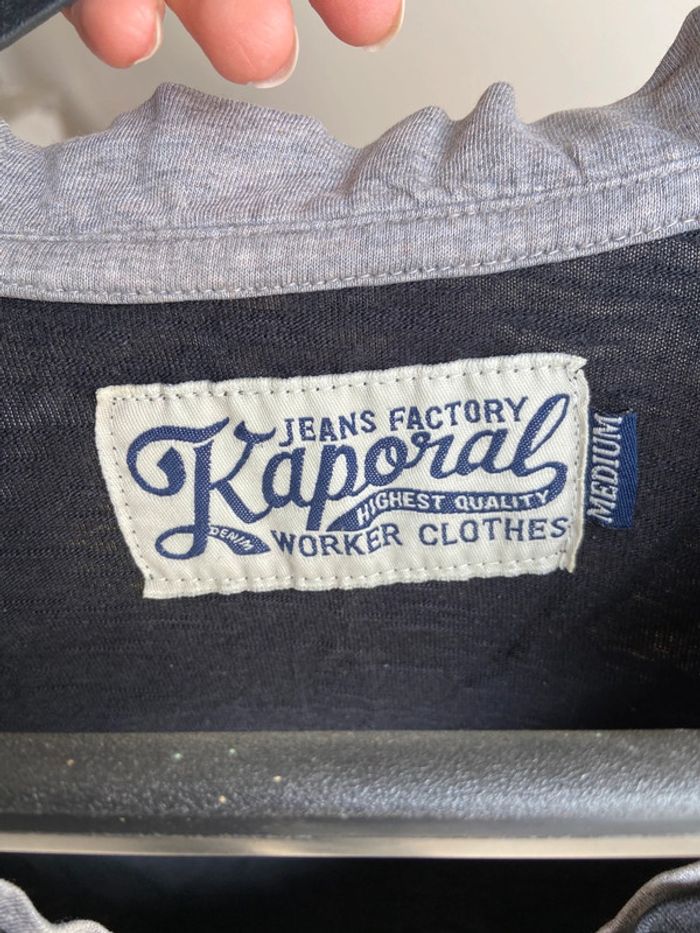 JEANS FACTORY
Kaporal
HIGHEST QUALITY
DENIM
WORKER CLOTHES
MEDIUM